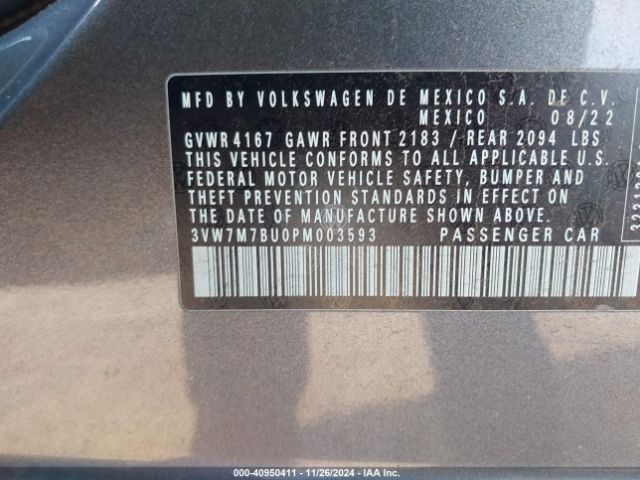 MFD BY VOLKSWAGEN DE MEXICO S.A. DE C.V.
MEXICO 08/22
GVWR 4167 GAWR FRONT 2183 / REAR 2094 LBS
THIS VEHICLE CONFORMS TO ALL APPLICABLE U.S.
FEDERAL MOTOR VEHICLE SAFETY, BUMPER AND
THEFT PREVENTION STANDARDS IN EFFECT ON
THE DATE OF MANUFACTURE SHOWN ABOVE.
3VW7M7BU0PM003593 PASSENGER CAR
000-40950411 - 11/26/2024 - IAA Inc.